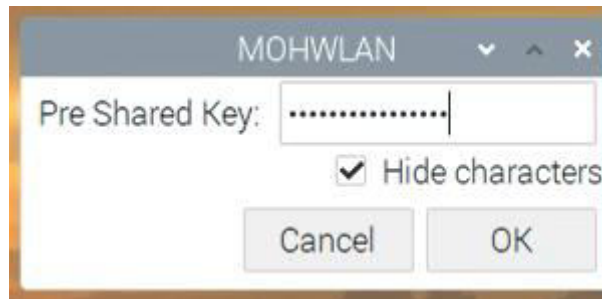 MOHWLAN
Pre Shared Key: ••••••••••••••••
Hide characters
Cancel OK